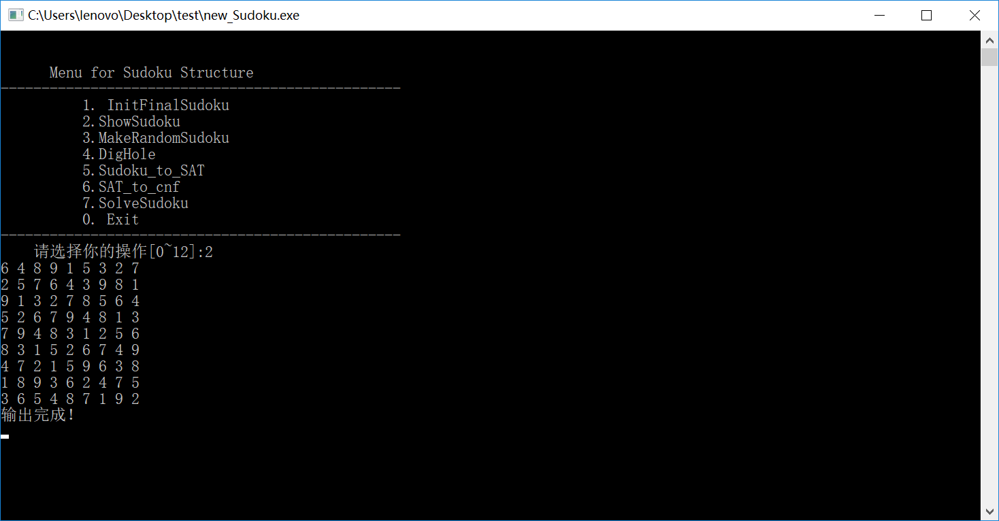 C:\Users\lenovo\Desktop\test\new_Sudoku.exe
Menu for Sudoku Structure
-------------------------------------------------
1. InitFinalSudoku
2.ShowSudoku
3.MakeRandomSudoku
4.DigHole
5.Sudoku_to_SAT
6.SAT_to_cnf
7.SolveSudoku
0. Exit
-------------------------------------------------
请选择你的操作[0~12]:2
6 4 8 9 1 5 3 2 7
2 5 7 6 4 3 9 8 1
9 1 3 2 7 8 5 6 4
5 2 6 7 9 4 8 1 3
7 9 4 8 3 1 2 5 6
8 3 1 5 2 6 7 4 9
4 7 2 1 5 9 6 3 8
1 8 9 3 6 2 4 7 5
3 6 5 4 8 7 1 9 2
输出完成！